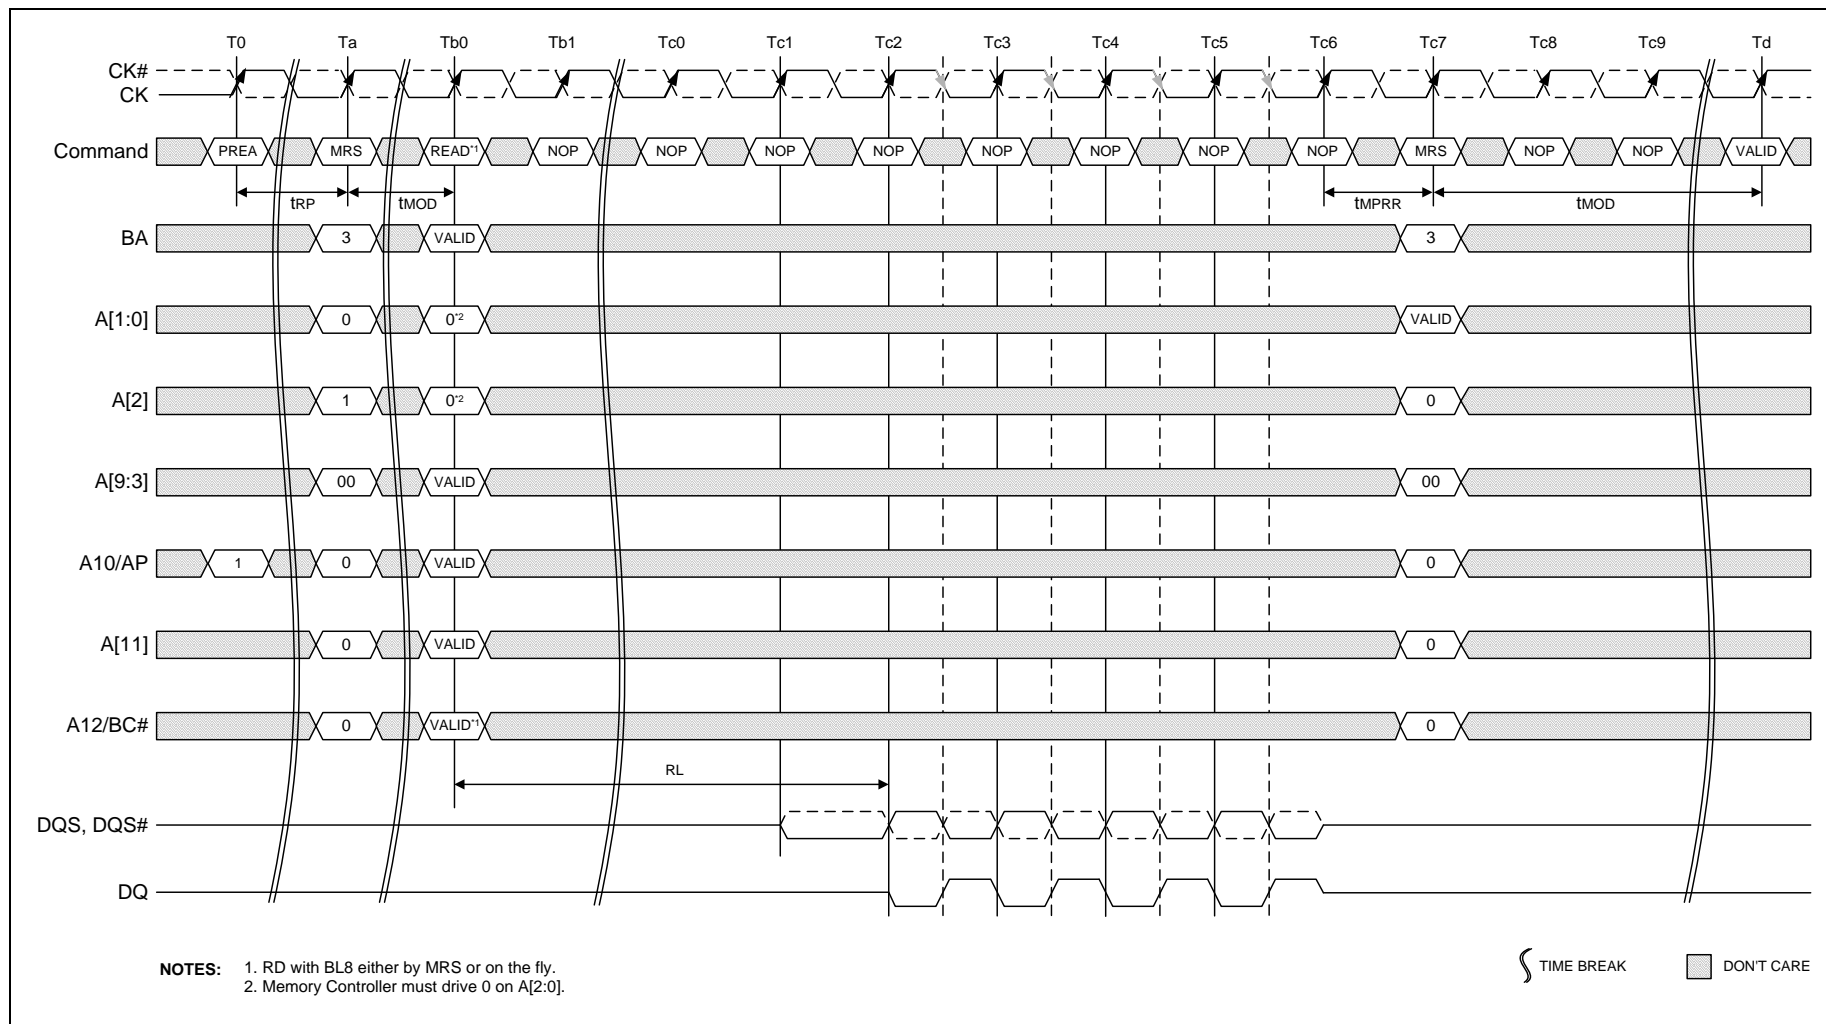 T0 Ta Tb0 Tb1 Tc0 Tc1 Tc2 Tc3 Tc4 Tc5 Tc6 Tc7 Tc8 Tc9 Td
CK#
CK
Command PREA MRS READ*1 NOP NOP NOP NOP NOP NOP NOP NOP MRS NOP NOP VALID
tRP tMOD tMPRR tMOD
BA 3 VALID 3
A[1:0] 0 0*2 VALID
A[2] 1 0*2 0
A[9:3] 00 VALID 00
A10/AP 1 0 VALID 0
A[11] 0 VALID 0
A12/BC# 0 VALID*1 0
RL
DQS, DQS#
DQ
NOTES: 1. RD with BL8 either by MRS or on the fly.
2. Memory Controller must drive 0 on A[2:0].
TIME BREAK DON'T CARE